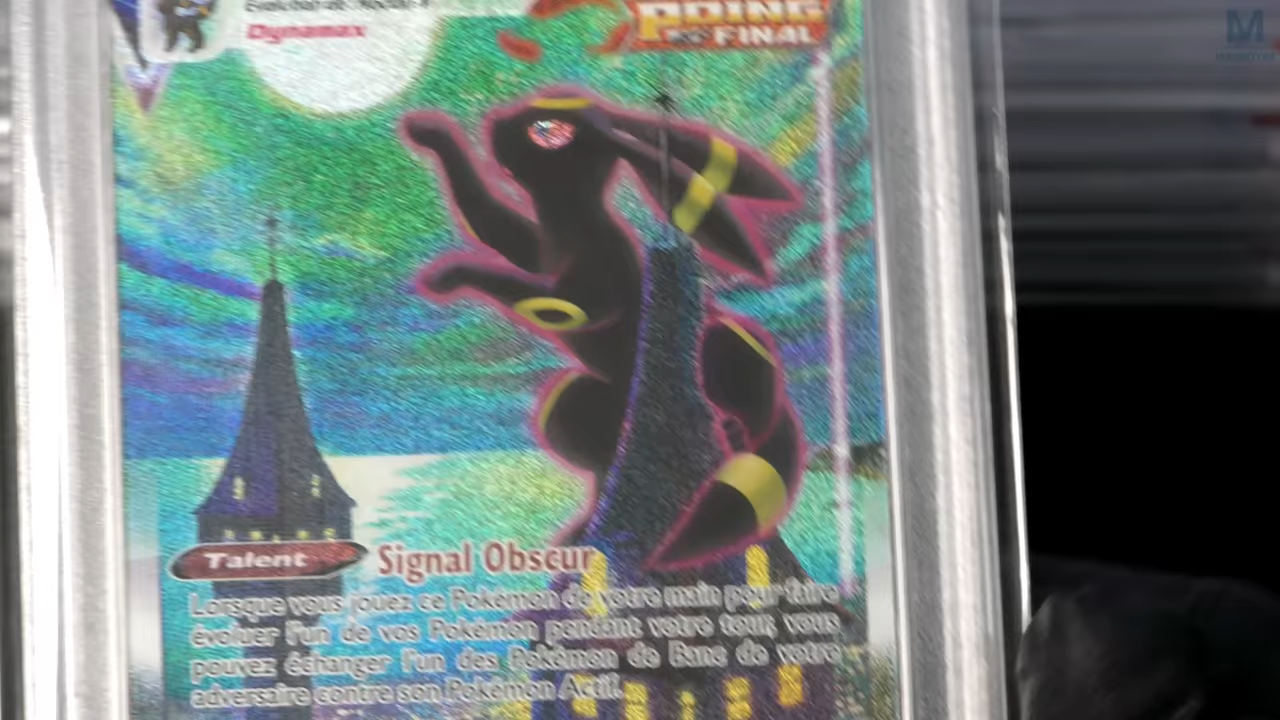 Dynamax
POING
FINAL
Talent Signal Obscur
Lorsque vous jouez ce Pokémon de votre main pour faire
évoluer l'un de vos Pokémon pendant votre tour, vous
pouvez échanger l'un des Pokémon de Banc de votre
adversaire contre son Pokémon Actif.
M